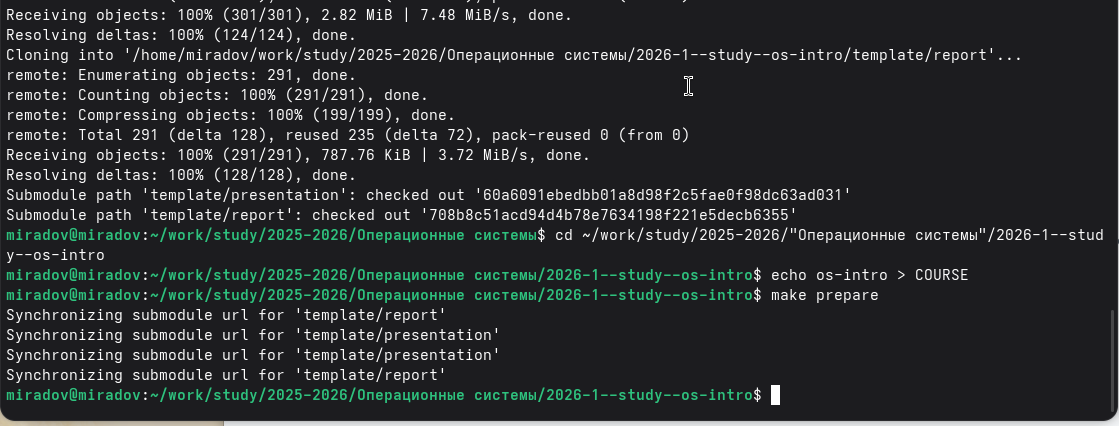 Receiving objects: 100% (301/301), 2.82 MiB | 7.48 MiB/s, done.
Resolving deltas: 100% (124/124), done.
Cloning into '/home/miradov/work/study/2025-2026/Операционные системы/2026-1--study--os-intro/template/report'...
remote: Enumerating objects: 291, done.
remote: Counting objects: 100% (291/291), done.
remote: Compressing objects: 100% (199/199), done.
remote: Total 291 (delta 128), reused 235 (delta 72), pack-reused 0 (from 0)
Receiving objects: 100% (291/291), 787.76 KiB | 3.72 MiB/s, done.
Resolving deltas: 100% (128/128), done.
Submodule path 'template/presentation': checked out '60a6091ebedbb01a8d98f2c5fae0f98dc63ad031'
Submodule path 'template/report': checked out '708b8c51acd94d4b78e7634198f221e5decb6355'
miradov@miradov:~/work/study/2025-2026/Операционные системы$ cd ~/work/study/2025-2026/"Операционные системы"/2026-1--stud
y--os-intro
miradov@miradov:~/work/study/2025-2026/Операционные системы/2026-1--study--os-intro$ echo os-intro > COURSE
miradov@miradov:~/work/study/2025-2026/Операционные системы/2026-1--study--os-intro$ make prepare
Synchronizing submodule url for 'template/report'
Synchronizing submodule url for 'template/presentation'
Synchronizing submodule url for 'template/presentation'
Synchronizing submodule url for 'template/report'
miradov@miradov:~/work/study/2025-2026/Операционные системы/2026-1--study--os-intro$